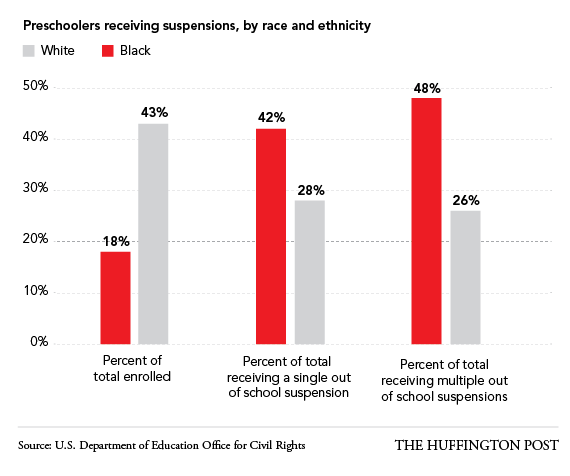 Preschoolers receiving suspensions, by race and ethnicity
White Black
50%
40%
30%
20%
10%
0%
18%
43%
42%
28%
48%
26%
Percent of
total enrolled
Percent of total
receiving a single out
of school suspension
Percent of total
receiving multiple out
of school suspensions
Source: U.S. Department of Education Office for Civil Rights
THE HUFFINGTON POST